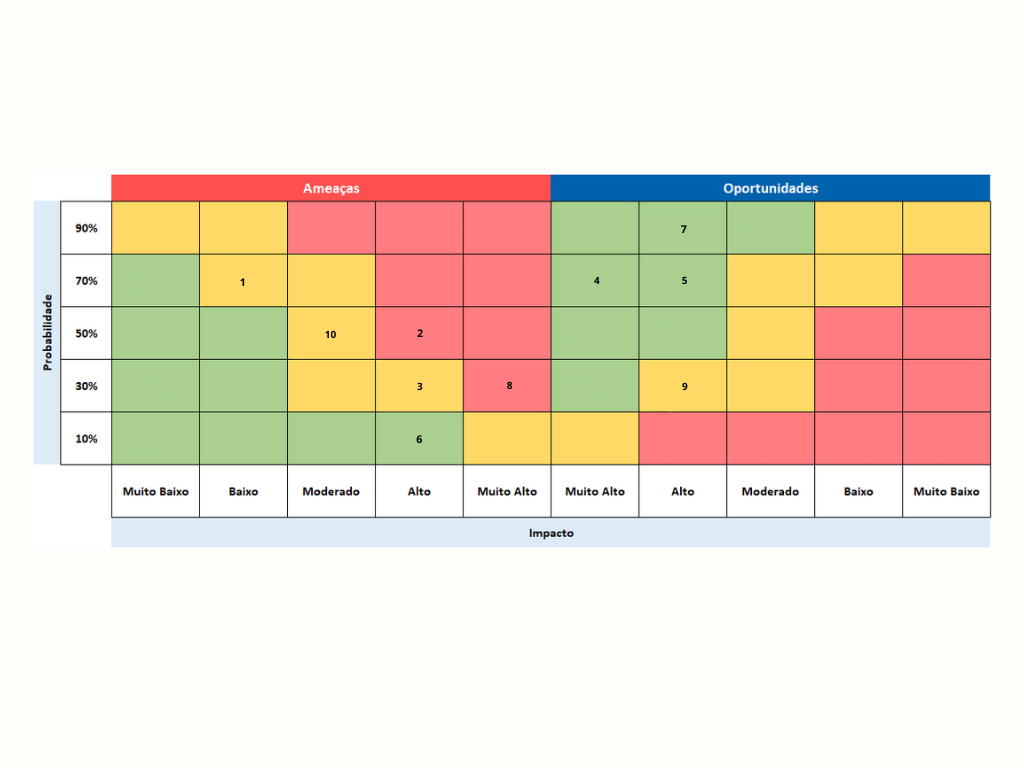 Ameaças Oportunidades
Probabilidade
90% 7
70% 1 4 5
50% 10 2
30% 3 8 9
10% 6
Muito Baixo Baixo Moderado Alto Muito Alto Muito Alto Alto Moderado Baixo Muito Baixo
Impacto